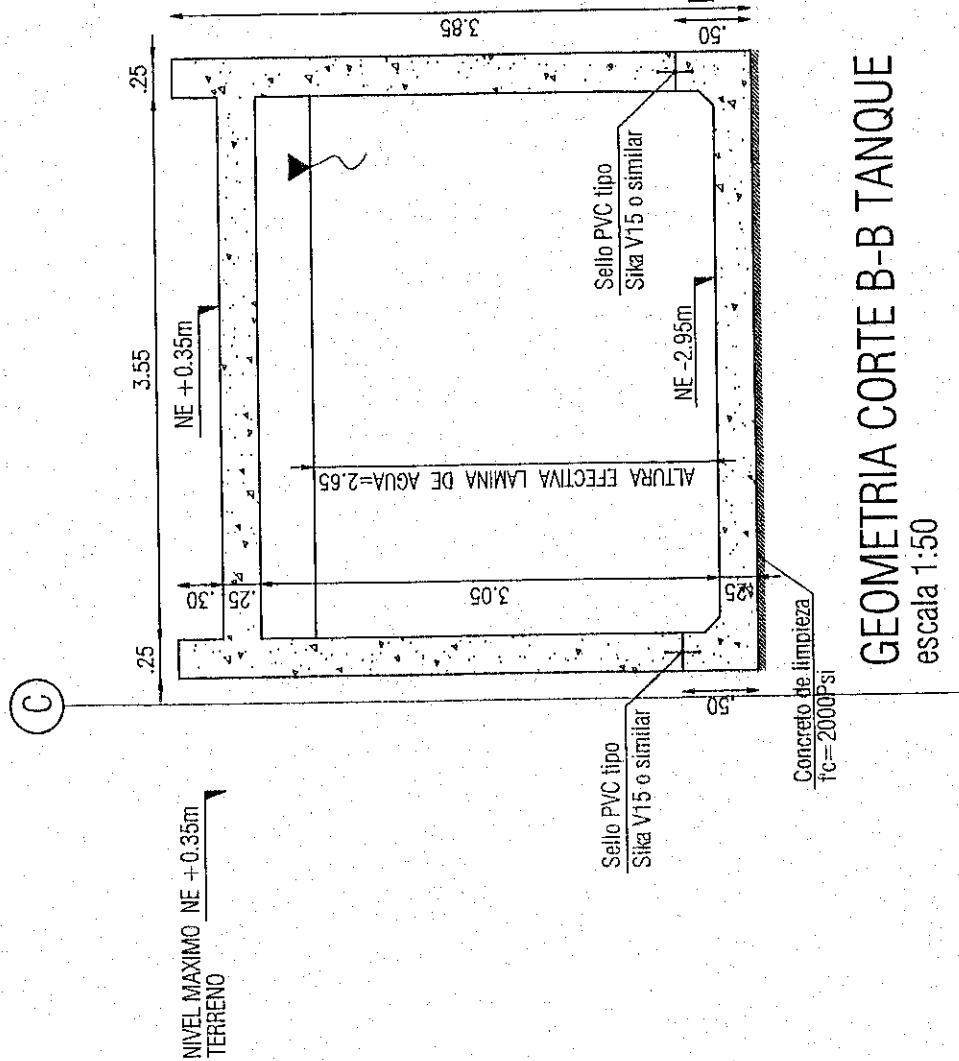 C
.25
3.55
.25
NE +0.35m
NIVEL MAXIMO NE +0.35m
TERRENO
.30
.25
3.05
.25
3.85
.50
.50
ALTURA EFECTIVA LAMINA DE AGUA=2.65
Sello PVC tipo
Sika V15 o similar
NE -2.95m
Sello PVC tipo
Sika V15 o similar
Concreto de limpieza
f'c=2000Psi
GEOMETRIA CORTE B-B TANQUE
escala 1:50